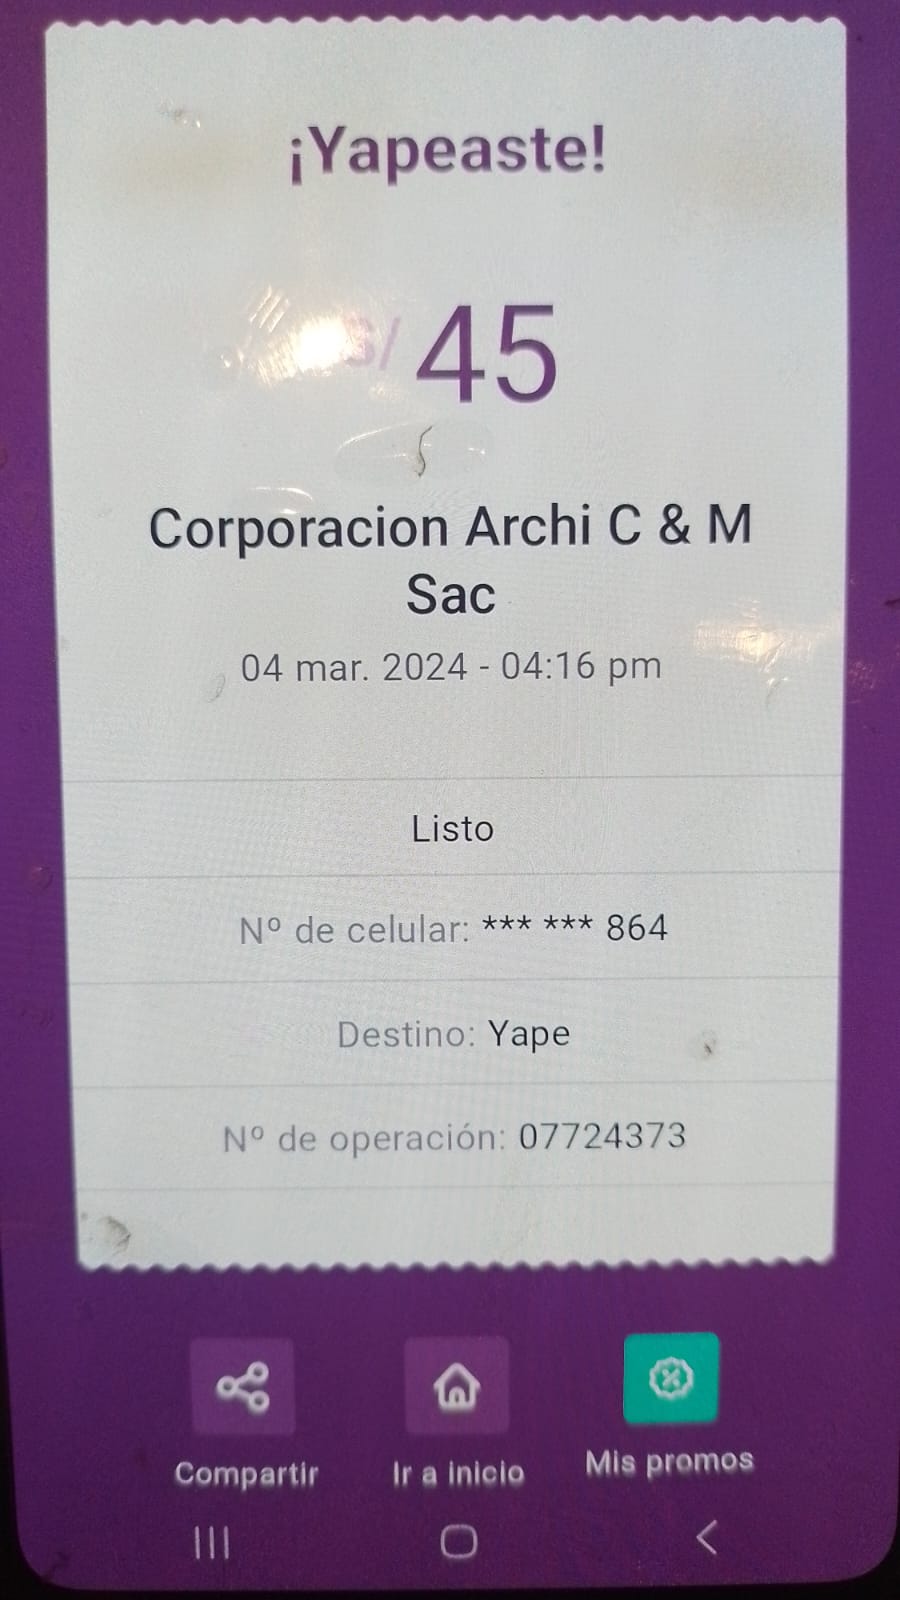 ¡Yapeaste!
S/ 45
Corporacion Archi C & M
Sac
04 mar. 2024 - 04:16 pm
Listo
Nº de celular: *** *** 864
Destino: Yape
Nº de operación: 07724373
Compartir
Ir a inicio
Mis promos